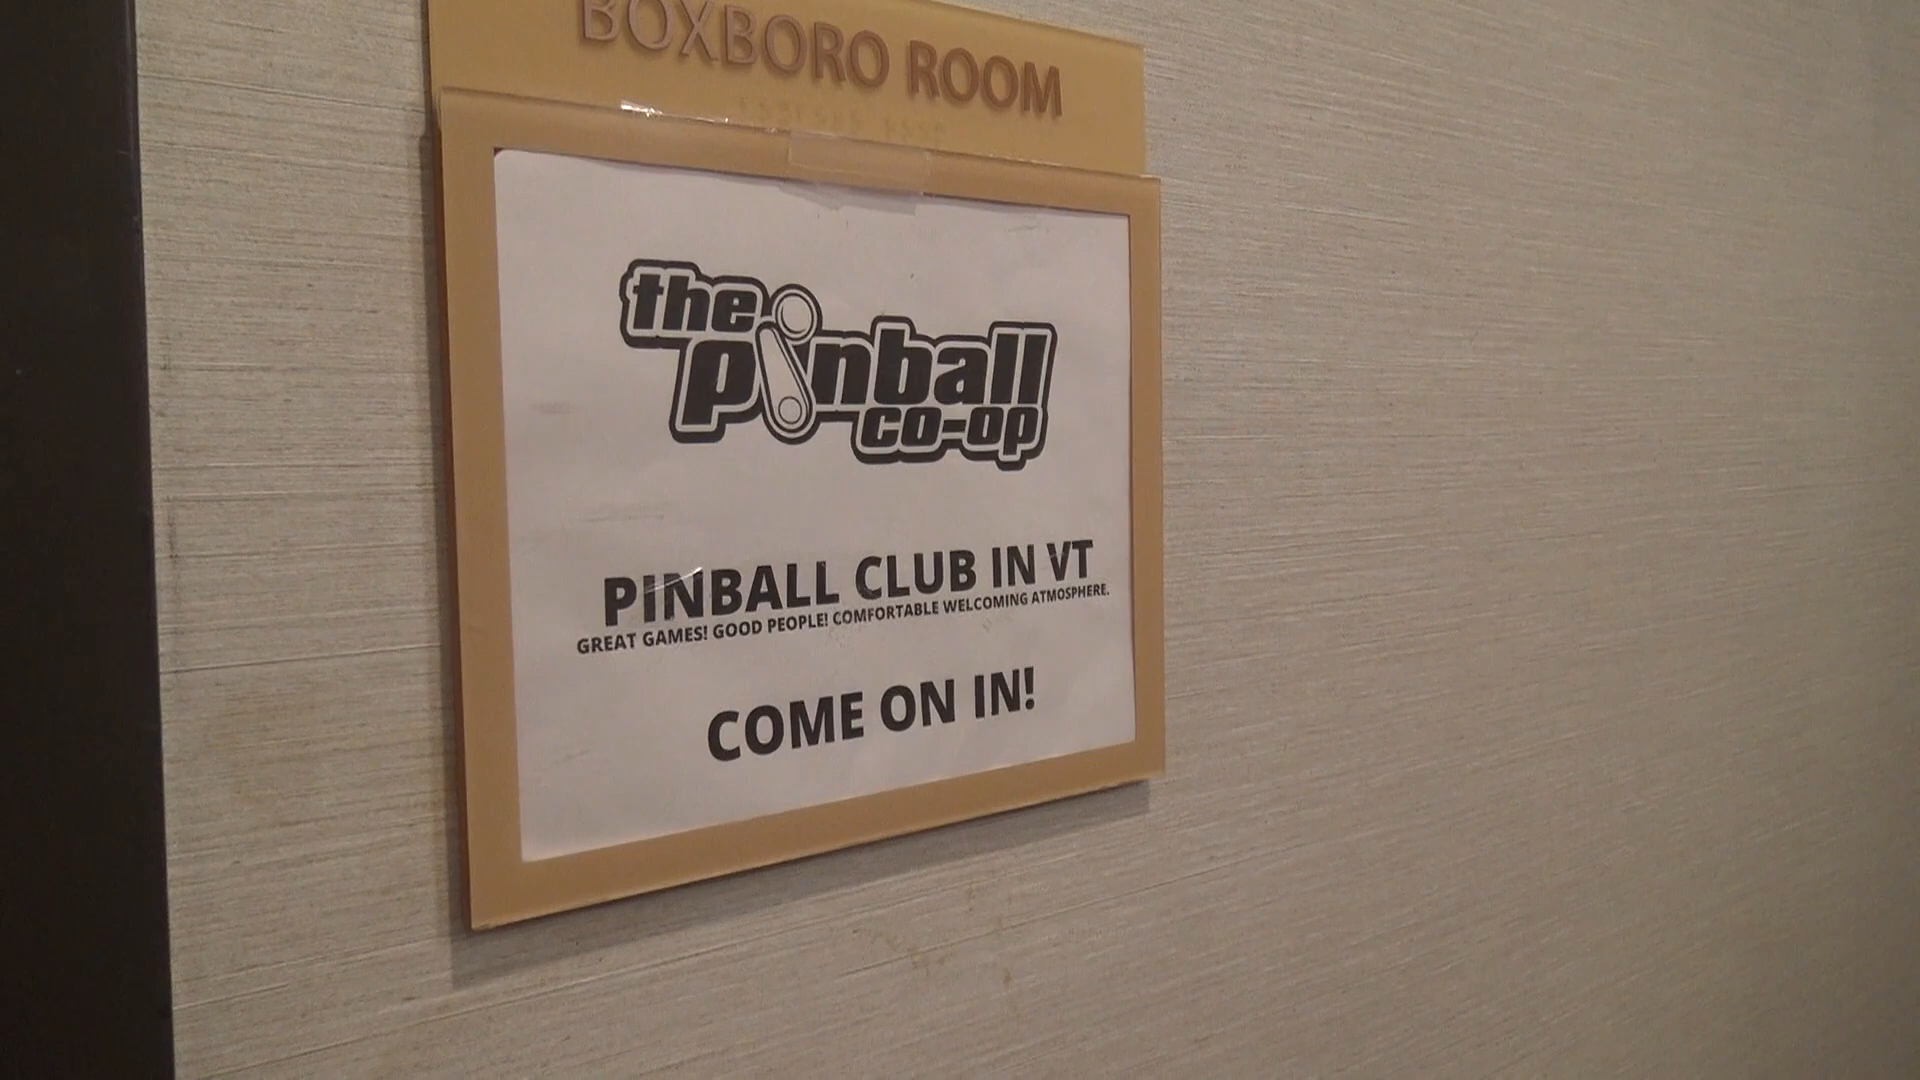 BOXBORO ROOM
the
pinball
co-op
PINBALL CLUB IN VT
GREAT GAMES! GOOD PEOPLE! COMFORTABLE WELCOMING ATMOSPHERE.
COME ON IN!